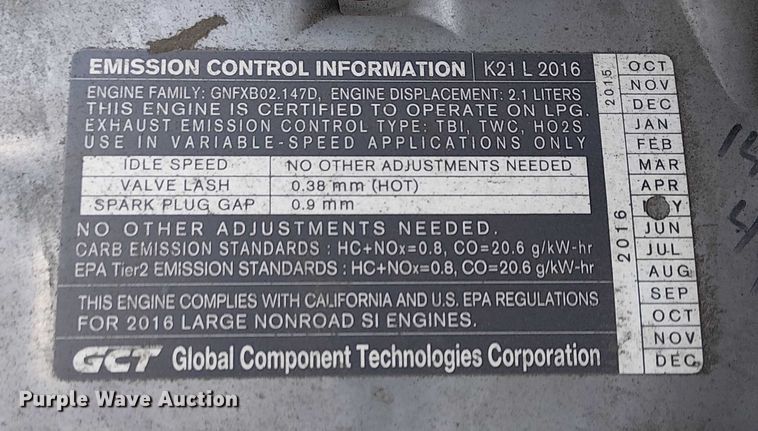 EMISSION CONTROL INFORMATION K21 L 2016
ENGINE FAMILY: GNFXB02.147D, ENGINE DISPLACEMENT: 2.1 LITERS
THIS ENGINE IS CERTIFIED TO OPERATE ON LPG.
EXHAUST EMISSION CONTROL TYPE: TBI, TWC, HO2S
USE IN VARIABLE-SPEED APPLICATIONS ONLY
IDLE SPEED NO OTHER ADJUSTMENTS NEEDED
VALVE LASH 0.38 mm (HOT)
SPARK PLUG GAP 0.9 mm
NO OTHER ADJUSTMENTS NEEDED.
CARB EMISSION STANDARDS : HC+NOx=0.8, CO=20.6 g/kW-hr
EPA Tier2 EMISSION STANDARDS : HC+NOx=0.8, CO=20.6 g/kW-hr
THIS ENGINE COMPLIES WITH CALIFORNIA AND U.S. EPA REGULATIONS
FOR 2016 LARGE NONROAD SI ENGINES.
GCT Global Component Technologies Corporation
2015
OCT
NOV
DEC
2016
JAN
FEB
MAR
APR
JUN
JUL
AUG
SEP
OCT
NOV
DEC
Purple Wave Auction